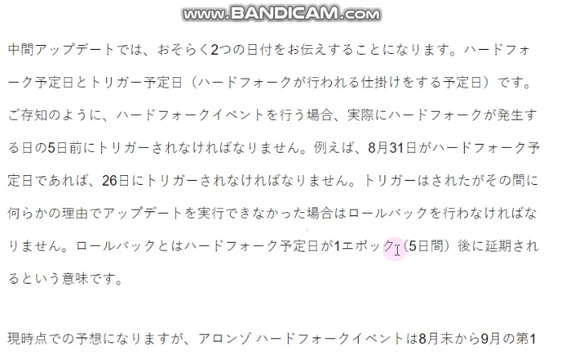 www.BANDICAM.com
中間アップデートでは、おそらく2つの日付をお伝えすることになります。ハードフォ
ーク予定日とトリガー予定日（ハードフォークが行われる仕掛けをする予定日）です。
ご存知のように、ハードフォークイベントを行う場合、実際にハードフォークが発生す
る日の5日前にトリガーされなければなりません。例えば、8月31日がハードフォーク予
定日であれば、26日にトリガーされなければなりません。トリガーはされたがその間に
何らかの理由でアップデートを実行できなかった場合はロールバックを行わなければな
りません。ロールバックとはハードフォーク予定日が1エポック（5日間）後に延期され
るという意味です。
現時点での予想になりますが、アロンゾ ハードフォークイベントは8月末から9月の第1